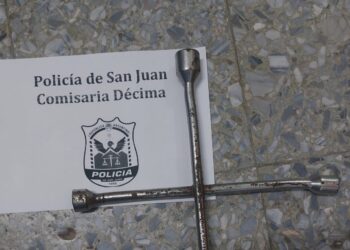 Policía de San Juan
Comisaria Décima
POLICIA